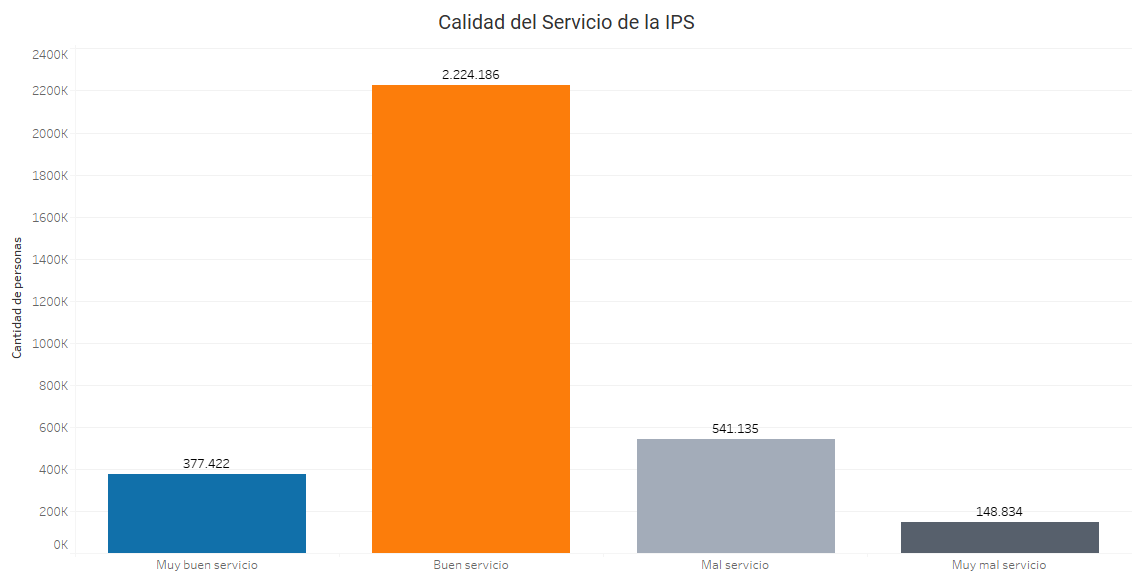 Calidad del Servicio de la IPS
2400K
2200K
2000K
1800K
1600K
1400K
1200K
1000K
800K
600K
400K
200K
0K
Cantidad de personas
377.422
2.224.186
541.135
148.834
Muy buen servicio
Buen servicio
Mal servicio
Muy mal servicio